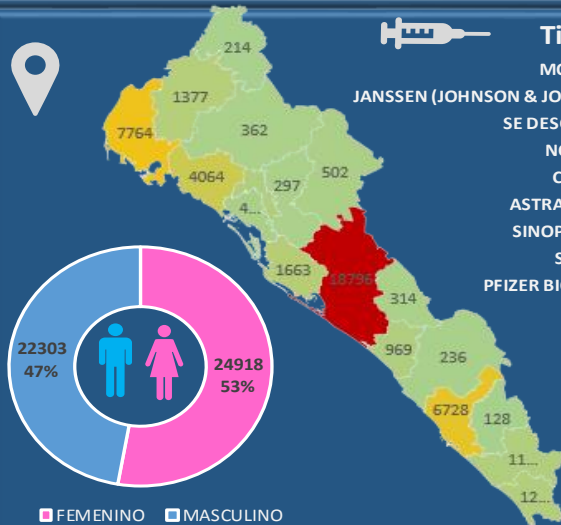 Ti
MO
JANSSEN (JOHNSON & JO
SE DESC
NO
C
ASTRA
SINOP
S
PFIZER BIO
214
1377
7764
362
4064
502
297
4...
1663
18796
314
969
236
6728
128
11...
12...
22303
47%
24918
53%
FEMENINO MASCULINO